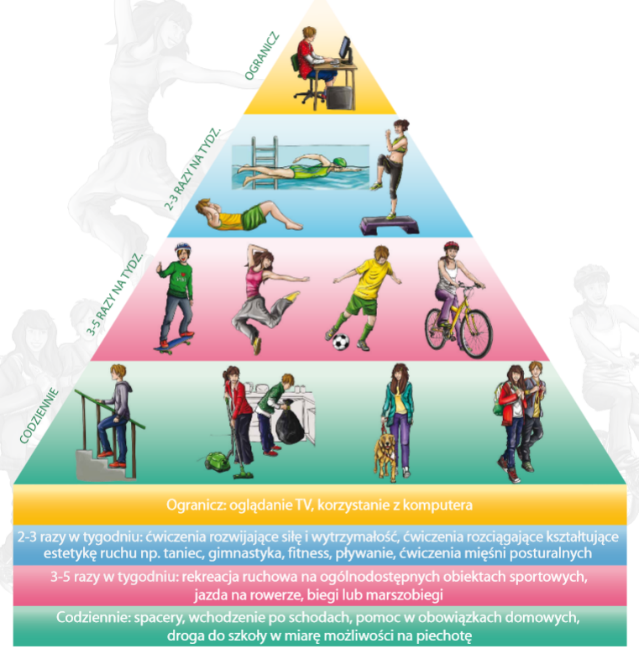 OGRANICZ
2-3 RAZY NA TYDZ.
3-5 RAZY NA TYDZ.
CODZIENNIE
Ogranicz: oglądanie TV, korzystanie z komputera
2-3 razy w tygodniu: ćwiczenia rozwijające siłę i wytrzymałość, ćwiczenia rozciągające kształtujące
estetykę ruchu np. taniec, gimnastyka, fitness, pływanie, ćwiczenia mięśni posturalnych
3-5 razy w tygodniu: rekreacja ruchowa na ogólnodostępnych obiektach sportowych,
jazda na rowerze, biegi lub marszobiegi
Codziennie: spacery, wchodzenie po schodach, pomoc w obowiązkach domowych,
droga do szkoły w miarę możliwości na piechotę